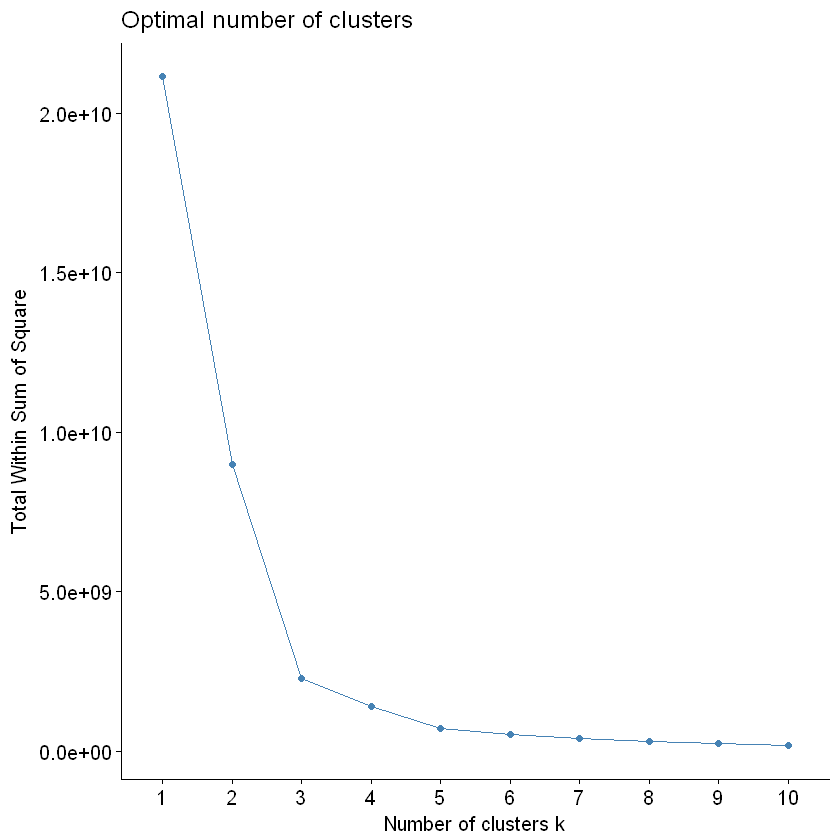 Optimal number of clusters
Total Within Sum of Square
2.0e+10
1.5e+10
1.0e+10
5.0e+09
0.0e+00
1 2 3 4 5 6 7 8 9 10
Number of clusters k